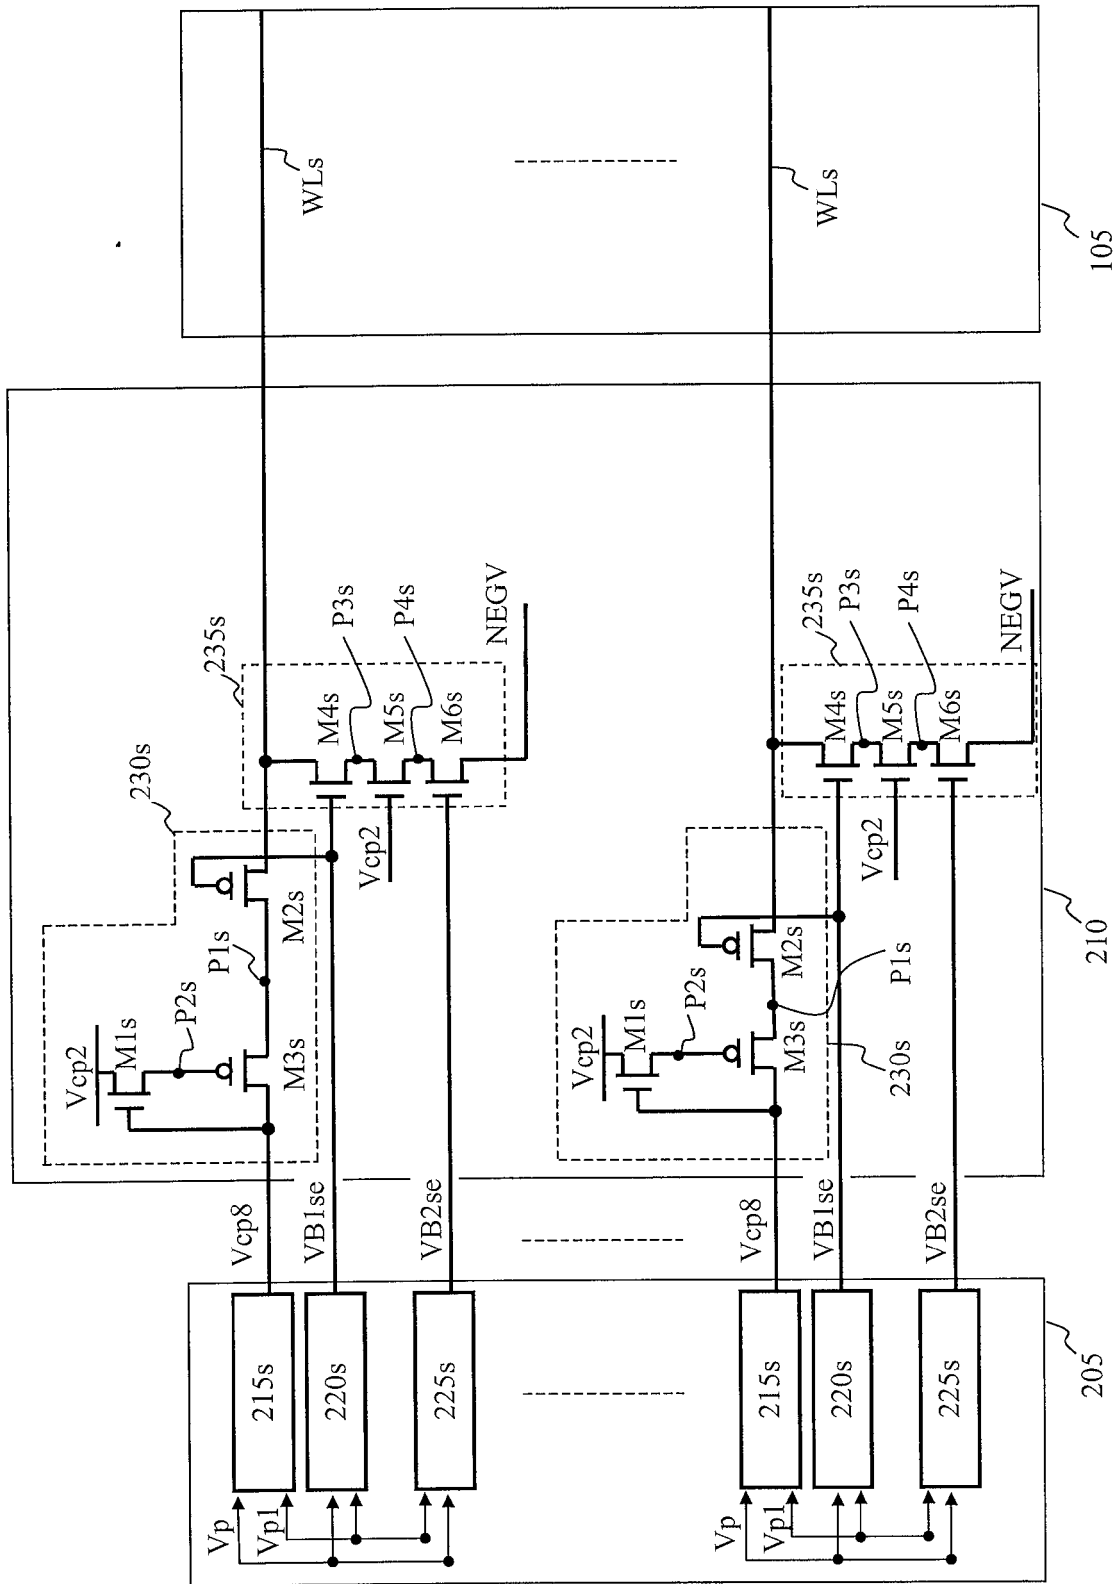 Vp
Vp1
215s
220s
225s
Vcp8
VB1se
VB2se
Vcp2
M1s
P2s
M3s
P1s
M2s
230s
Vcp2
235s
M4s
P3s
M5s
P4s
M6s
NEGV
WLs
Vp
Vp1
215s
220s
225s
205
Vcp8
VB1se
VB2se
Vcp2
M1s
P2s
M3s
P1s
M2s
230s
Vcp2
235s
M4s
P3s
M5s
P4s
M6s
NEGV
210
WLs
105